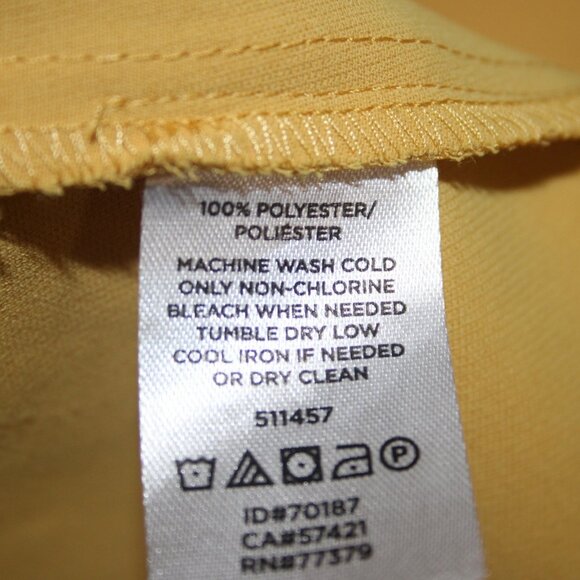 100% POLYESTER/
POLIÉSTER
MACHINE WASH COLD
ONLY NON-CHLORINE
BLEACH WHEN NEEDED
TUMBLE DRY LOW
COOL IRON IF NEEDED
OR DRY CLEAN
511457
P
ID#70187
CA#57421
RN#77379